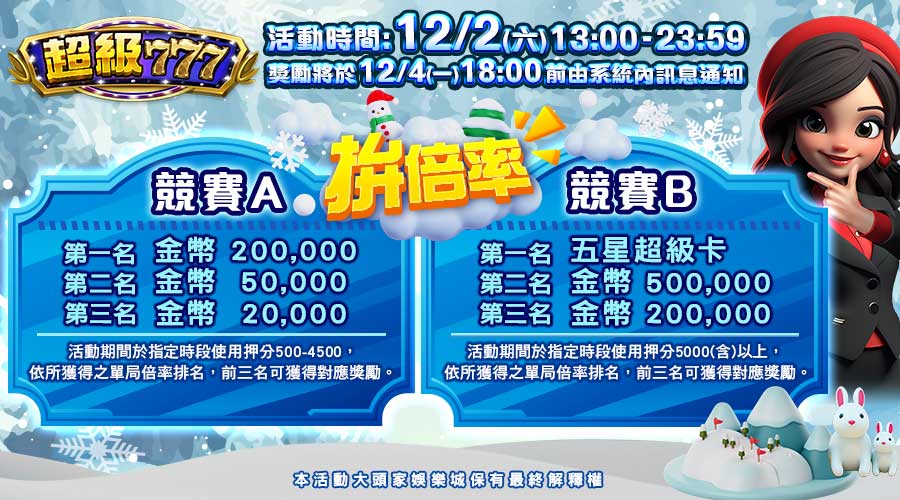 超級777
活動時間:12/2(六)13:00-23:59
獎勵將於12/4(一)18:00前由系統內訊息通知
拚倍率
競賽A
第一名 金幣 200,000
第二名 金幣 50,000
第三名 金幣 20,000
活動期間於指定時段使用押分500-4500，
依所獲得之單局倍率排名，前三名可獲得對應獎勵。
競賽B
第一名 五星超級卡
第二名 金幣 500,000
第三名 金幣 200,000
活動期間於指定時段使用押分5000(含)以上，
依所獲得之單局倍率排名，前三名可獲得對應獎勵。
本活動大頭家娛樂城保有最終解釋權